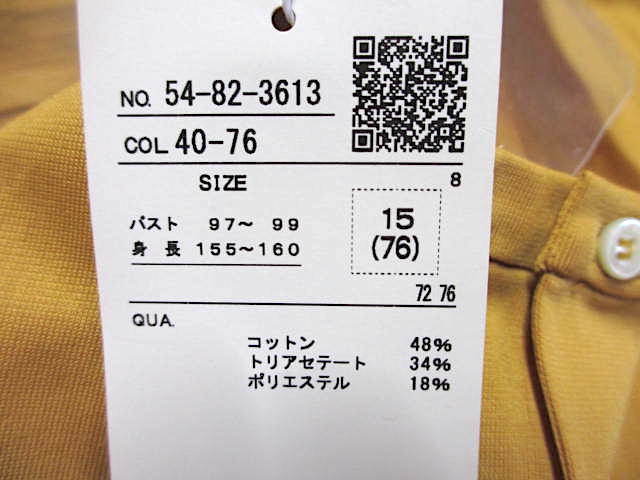 NO. 54-82-3613
COL 40-76
SIZE 8
バスト 97～ 99
身 長 155～160
15
(76)
72 76
QUA.
コットン 48%
トリアセテート 34%
ポリエステル 18%